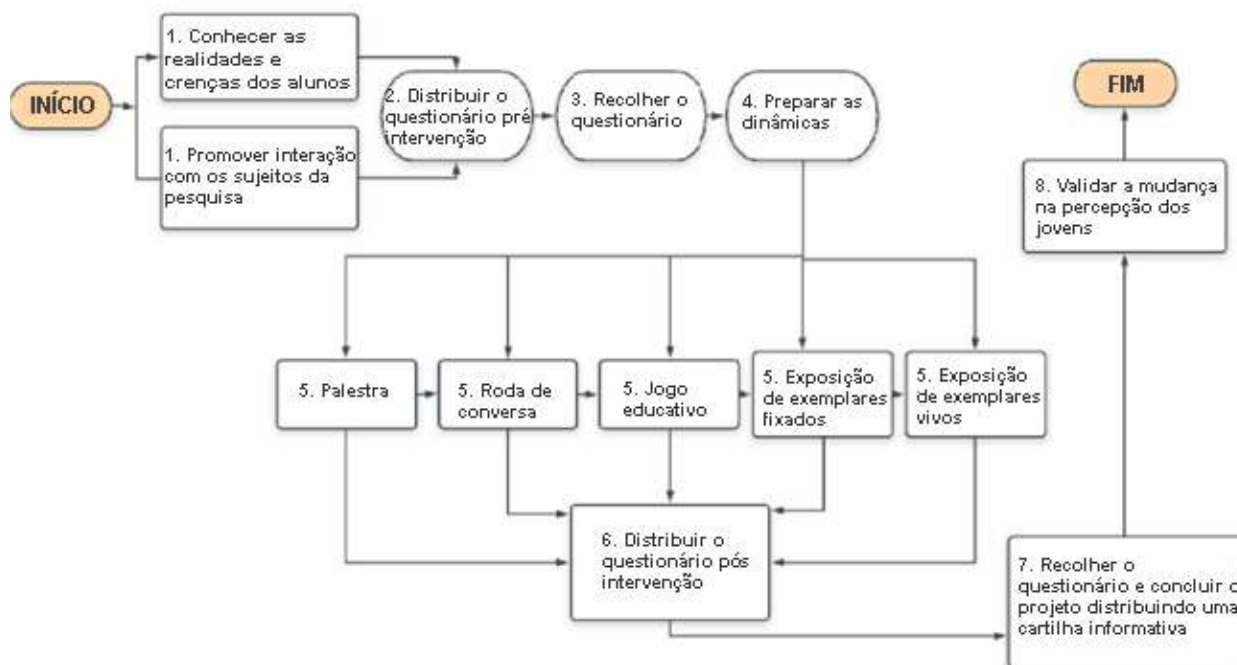 INÍCIO
1. Conhecer as
realidades e
crenças dos alunos
1. Promover interação
com os sujeitos da
pesquisa
2. Distribuir o
questionário pré
intervenção
3. Recolher o
questionário
4. Preparar as
dinâmicas
5. Palestra
5. Roda de
conversa
5. Jogo
educativo
5. Exposição
de exemplares
fixados
5. Exposição
de exemplares
vivos
6. Distribuir o
questionário pós
intervenção
7. Recolher o
questionário e concluir o
projeto distribuindo uma
cartilha informativa
8. Validar a mudança
na percepção dos
jovens
FIM